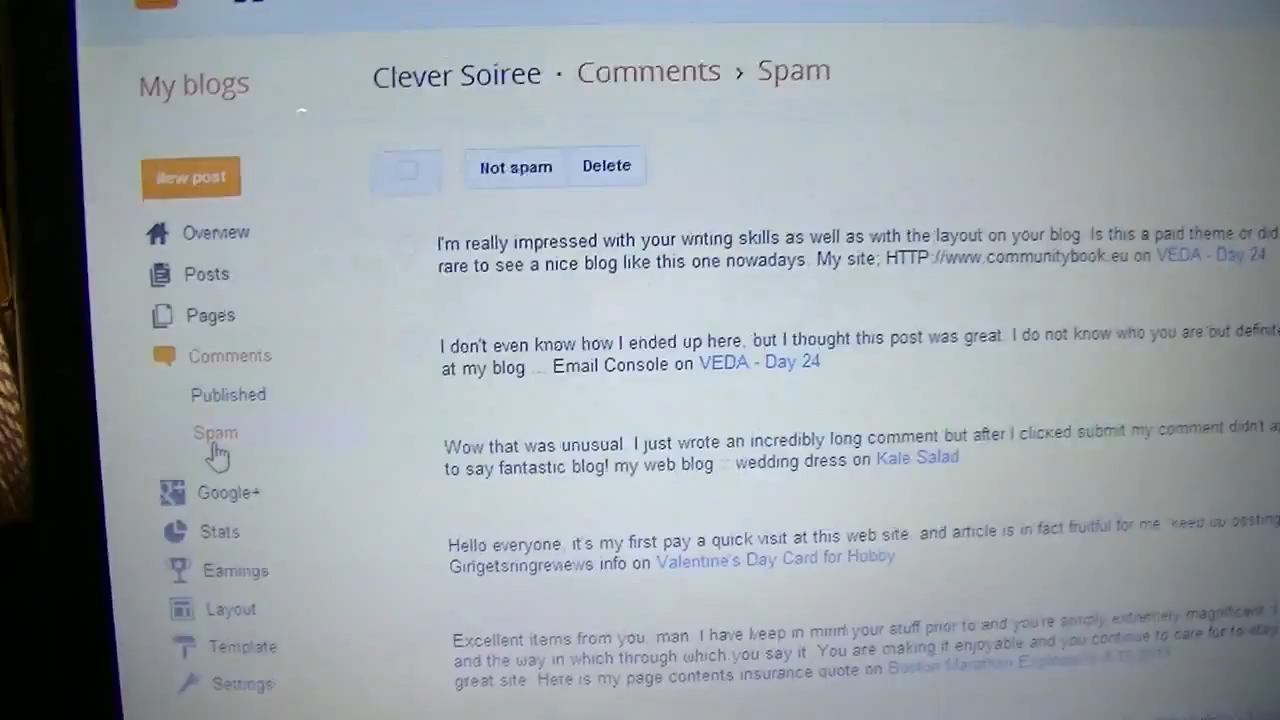 My blogs
Clever Soiree · Comments › Spam
New post
Not spam Delete
Overview
Posts
Pages
Comments
Published
Spam
Google+
Stats
Earnings
Layout
Template
Settings
I'm really impressed with your writing skills as well as with the layout on your blog. Is this a paid theme or did
rare to see a nice blog like this one nowadays. My site; HTTP://www.communitybook.eu on VEDA - Day 24
I don't even know how I ended up here, but I thought this post was great. I do not know who you are but
at my blog ... Email Console on VEDA - Day 24
Wow that was unusual. I just wrote an incredibly long comment but after I clicked submit my comment didn't
to say fantastic blog! my web blog :: wedding dress on Kale Salad
Hello everyone, it's my first pay a quick visit at this web site, and article is in fact fruitful for me, keep up posting
Girlgetsringreviews info on Valentine's Day Card for Hubby
Excellent items from you, man. I have keep in mind your stuff prior to and you're simply extremely magnificent.
and the way in which through which you say it. You are making it enjoyable and you continue to care for to stay
great site. Here is my page contents insurance quote on Boston Marathon